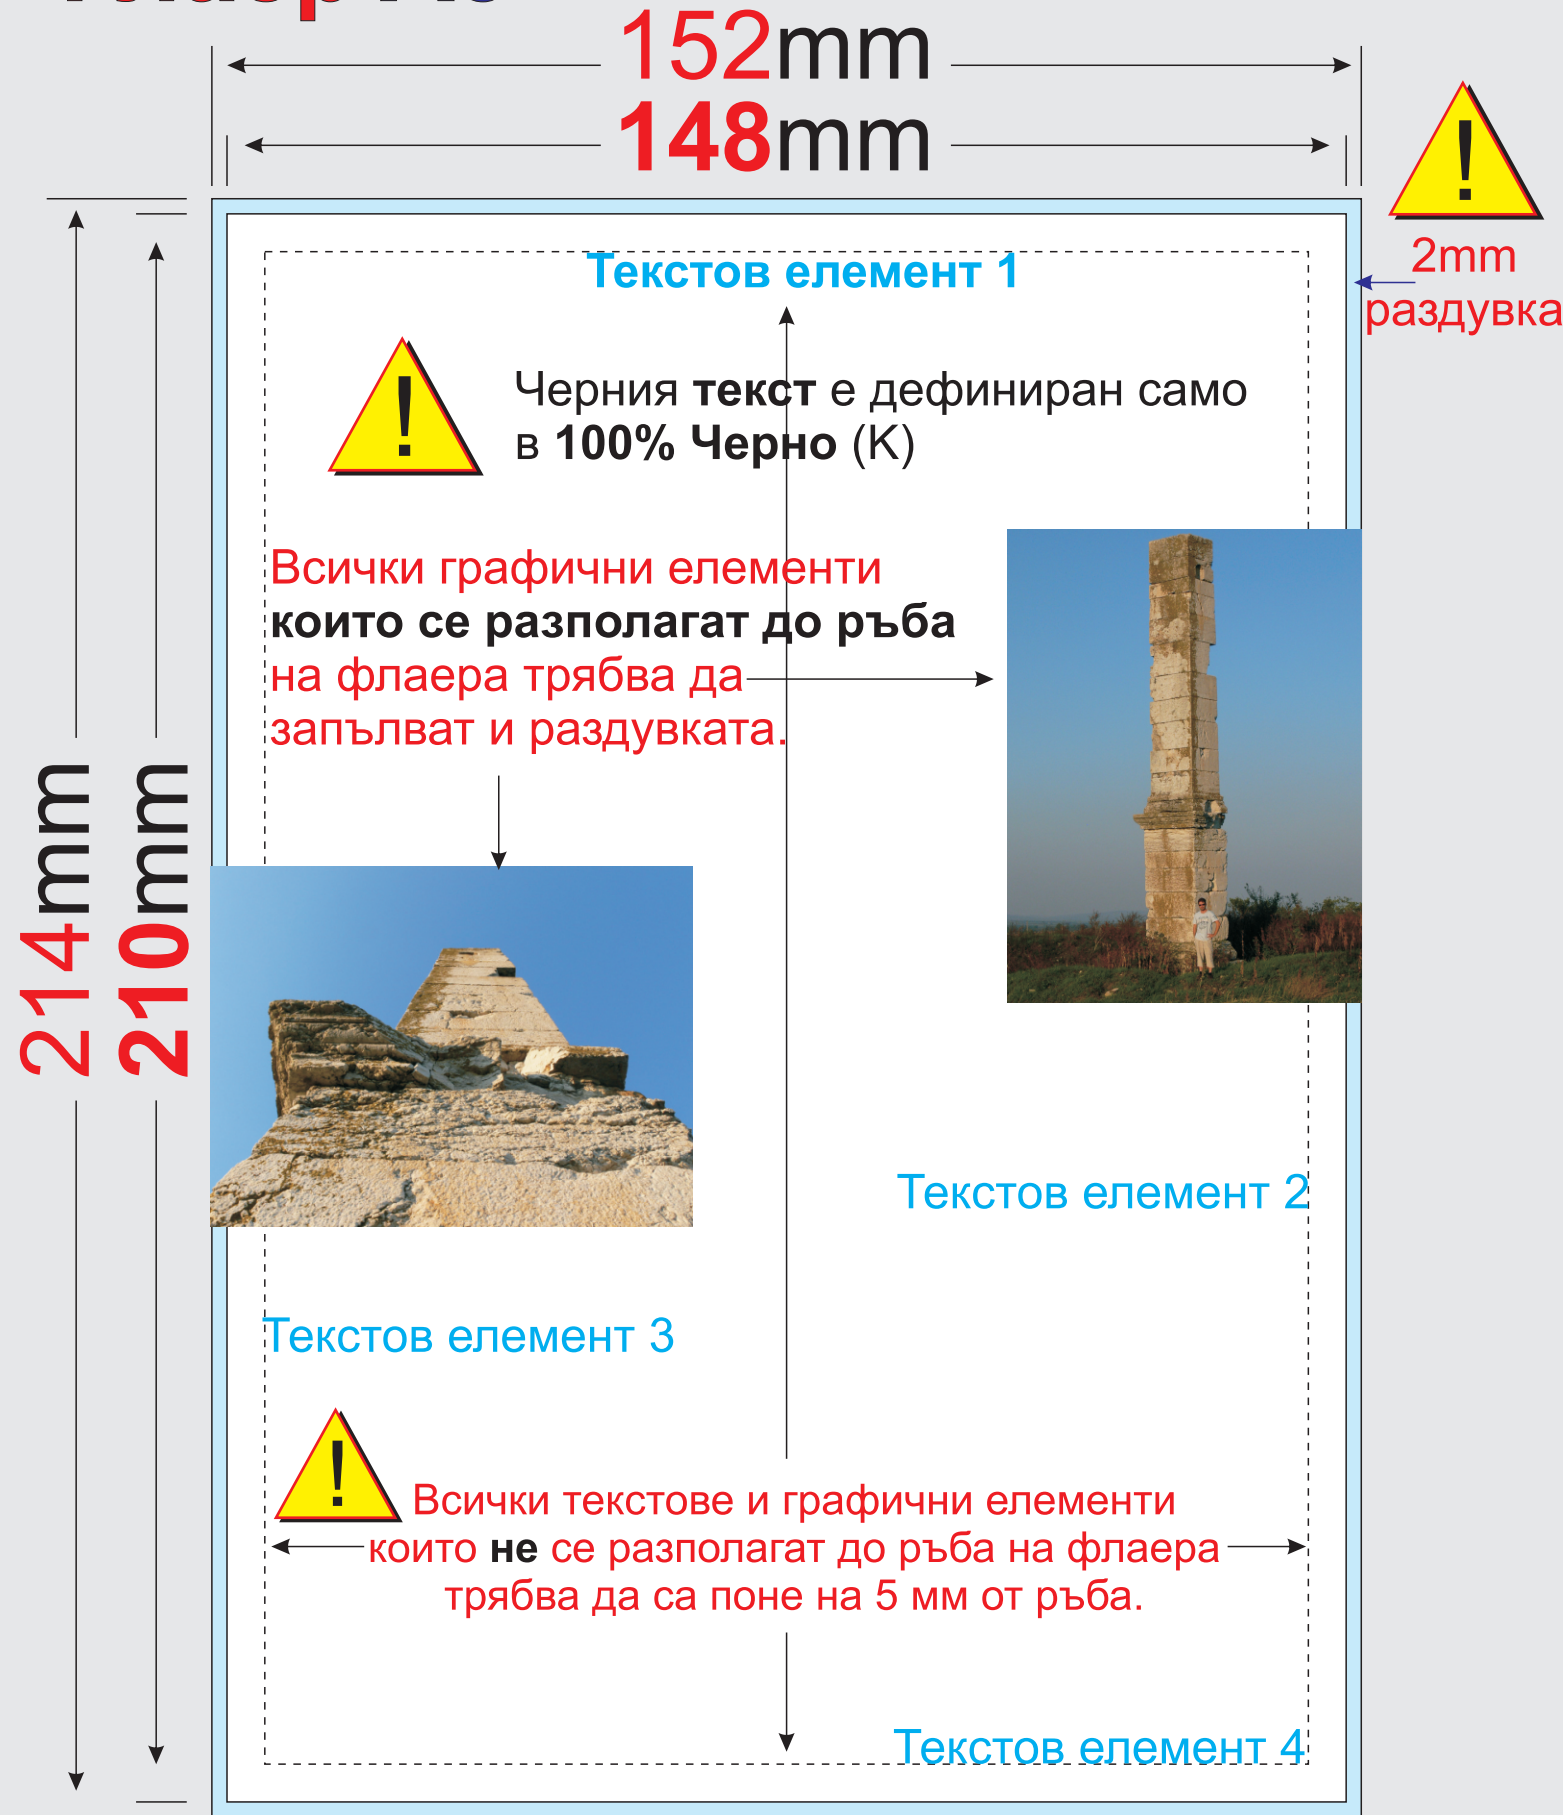 152mm
148mm
!
2mm
раздувка
Текстов елемент 1
!
Черния текст е дефиниран само
в 100% Черно (K)
Всички графични елементи
които се разполагат до ръба
на флаера трябва да
запълват и раздувката.
214mm
210mm
Текстов елемент 2
Текстов елемент 3
!
Всички текстове и графични елементи
които не се разполагат до ръба на флаера
трябва да са поне на 5 мм от ръба.
Текстов елемент 4